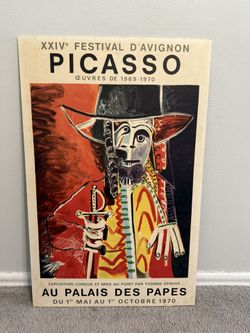 XXIVᵉ FESTIVAL D'AVIGNON
PICASSO
ŒUVRES DE 1969-1970
EXPOSITION CONÇUE ET MISE AU POINT PAR YVONNE ZERVOS
AU PALAIS DES PAPES
DU 1ᵉʳ MAI AU 1ᵉʳ OCTOBRE 1970